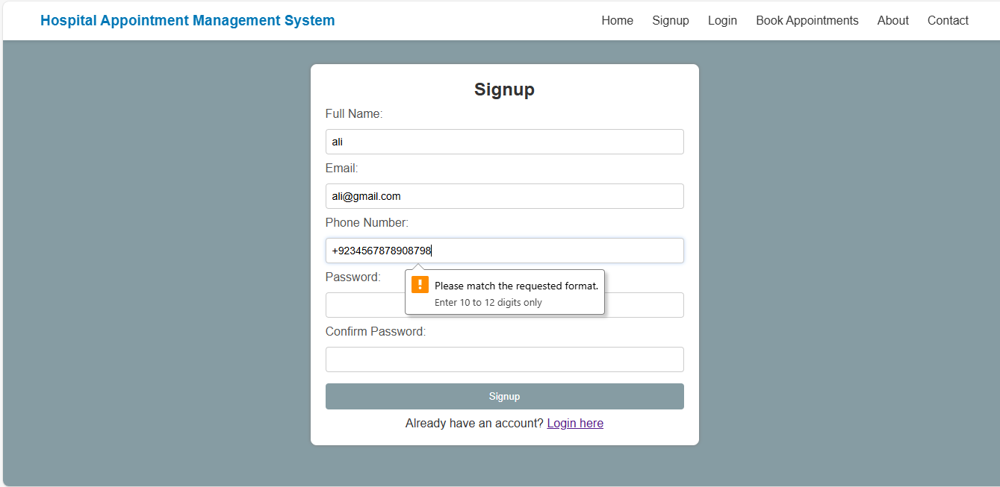 Hospital Appointment Management System
Home Signup Login Book Appointments About Contact
Signup
Full Name:
ali
Email:
ali@gmail.com
Phone Number:
+9234567878908798
Password:
Please match the requested format.
Enter 10 to 12 digits only
Confirm Password:
Signup
Already have an account? Login here